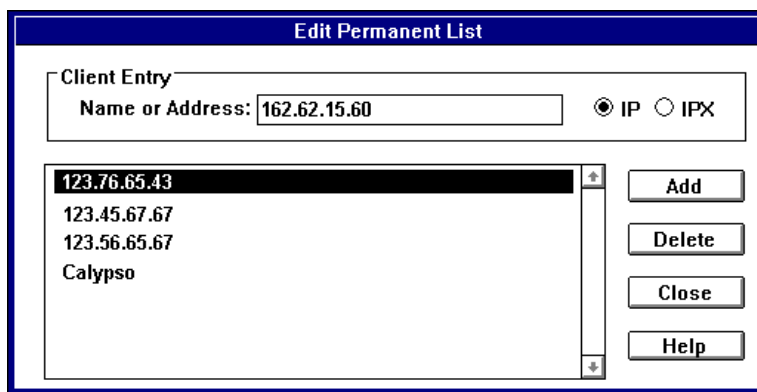 Edit Permanent List
Client Entry
Name or Address: 162.62.15.60 IP IPX
123.76.65.43
123.45.67.67
123.56.65.67
Calypso
Add
Delete
Close
Help